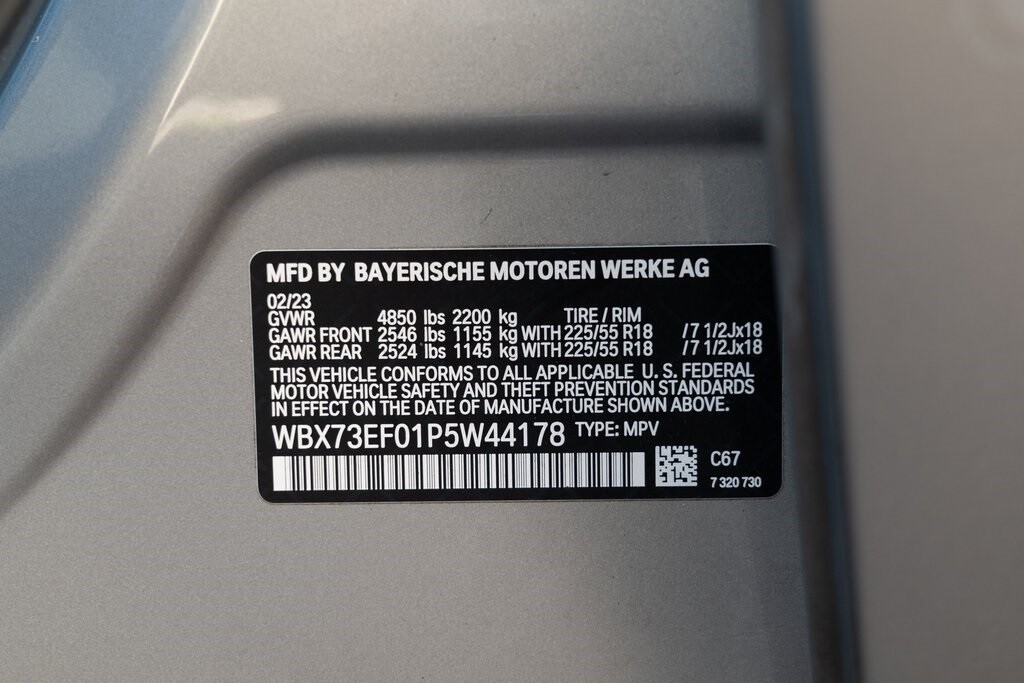 MFD BY BAYERISCHE MOTOREN WERKE AG
02/23
GVWR 4850 lbs 2200 kg TIRE / RIM
GAWR FRONT 2546 lbs 1155 kg WITH 225/55 R18 /7 1/2Jx18
GAWR REAR 2524 lbs 1145 kg WITH 225/55 R18 /7 1/2Jx18
THIS VEHICLE CONFORMS TO ALL APPLICABLE U. S. FEDERAL
MOTOR VEHICLE SAFETY AND THEFT PREVENTION STANDARDS
IN EFFECT ON THE DATE OF MANUFACTURE SHOWN ABOVE.
WBX73EF01P5W44178 TYPE: MPV
C67
7 320 730